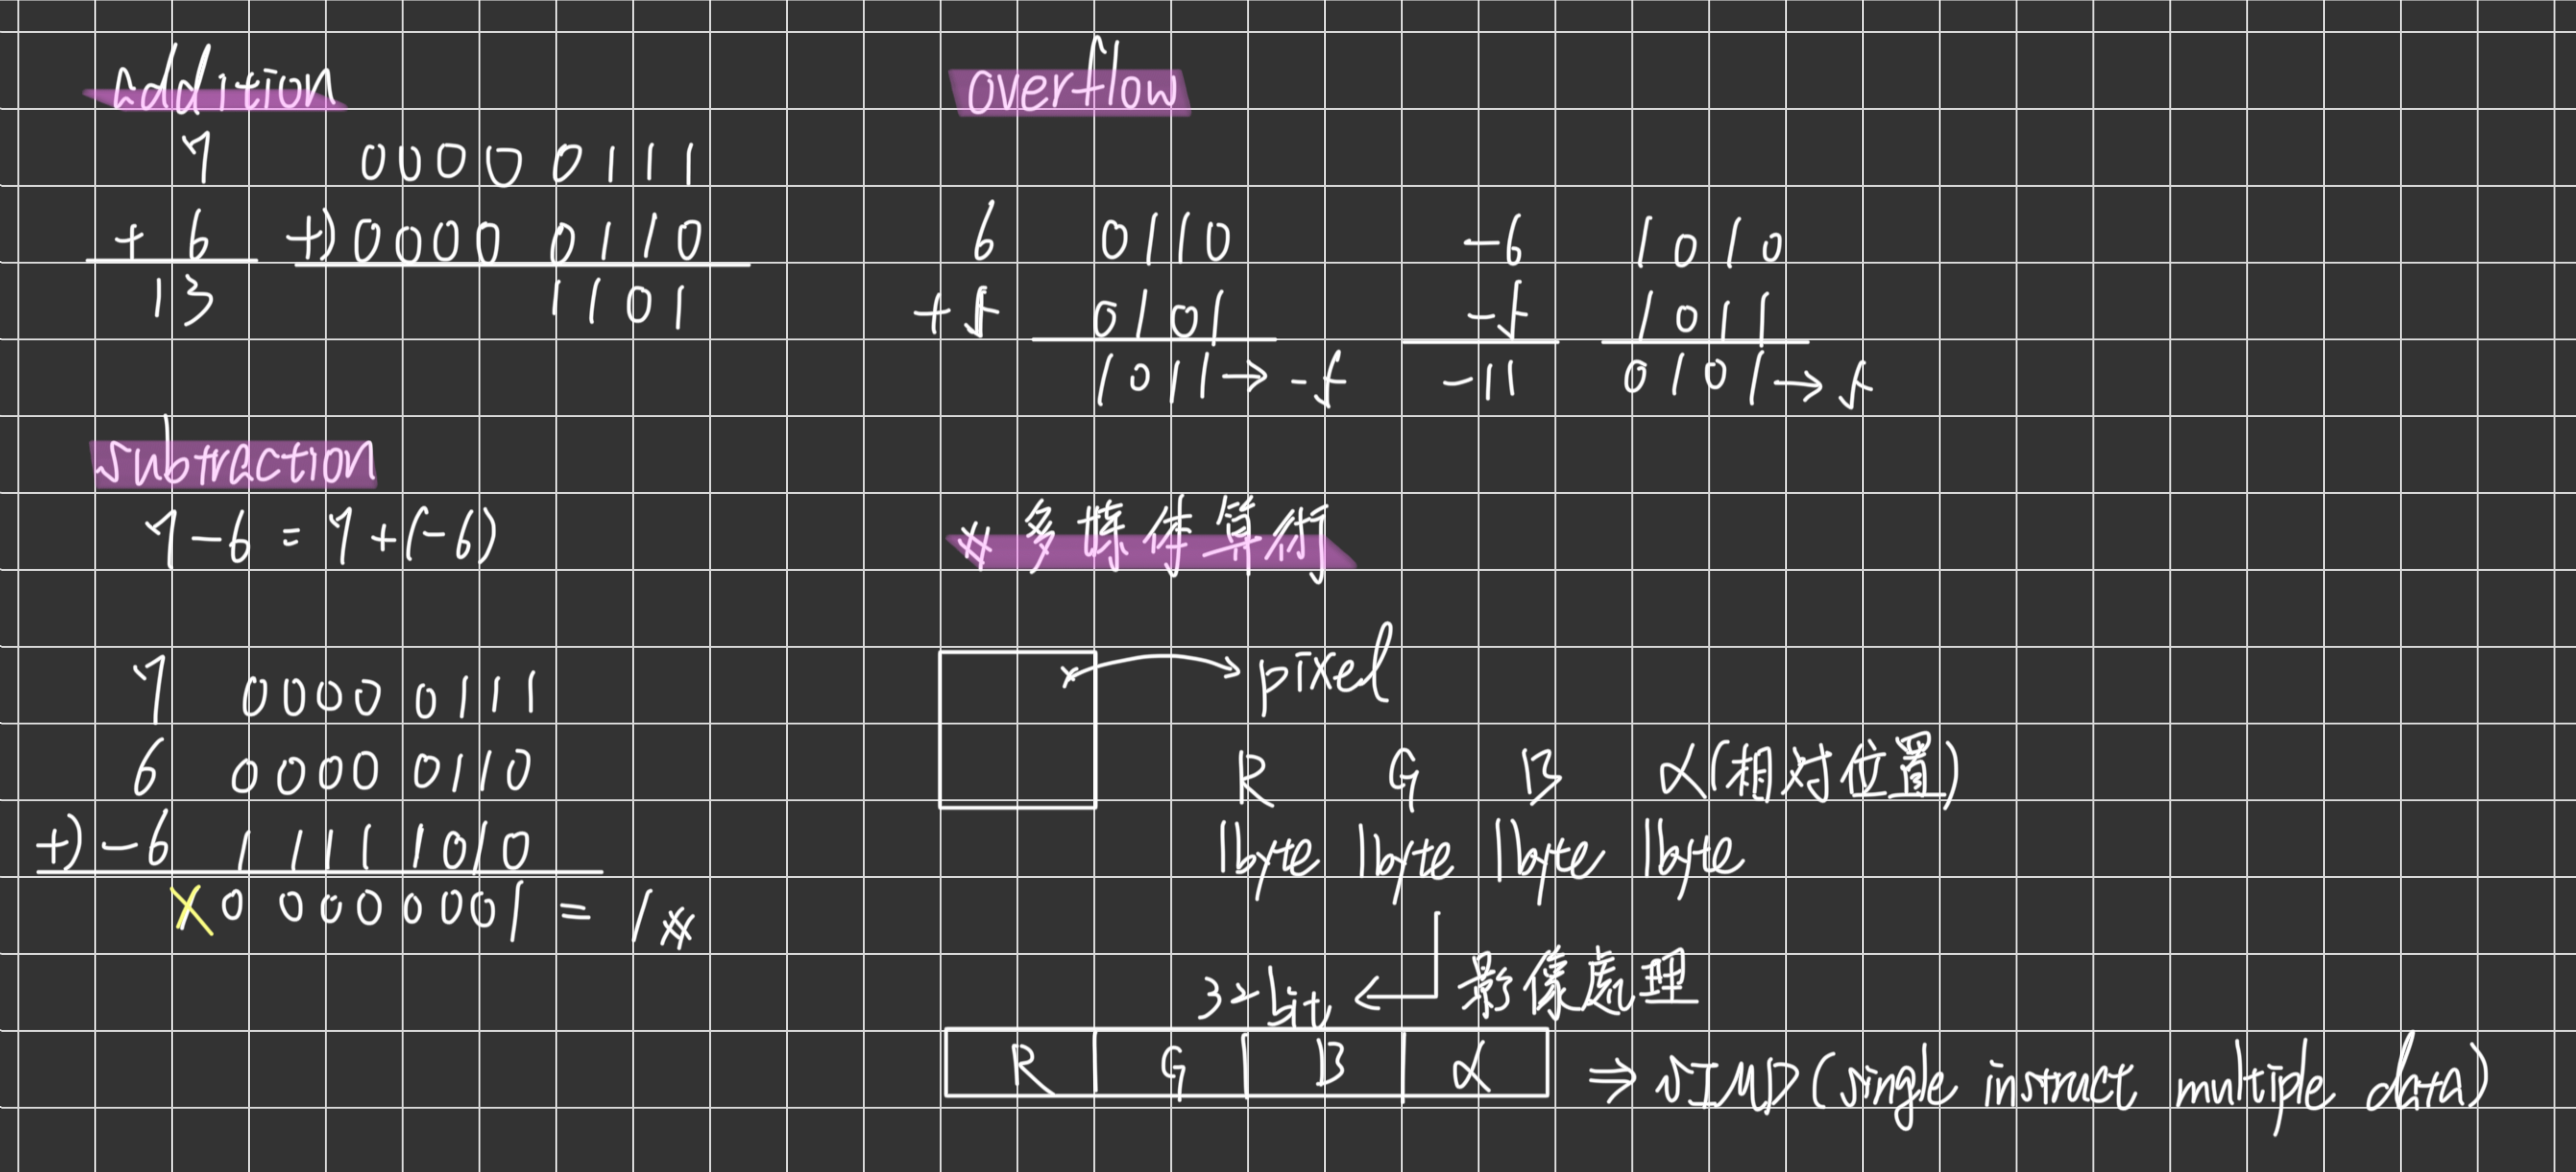 addition
7 0000 0111
+ 6 +) 0000 0110
13 1101
subtraction
7 - 6 = 7 + (-6)
7 0000 0111
6 0000 0110
+) -6 1111 1010
X0 0000001 = 1 #
overflow
6 0110 -6 1010
+ 5 0101 -5 1011
1011 → -5 -11 0101 → 5
# 多媒体算術
pixel
R G B α (相対位置)
1byte 1byte 1byte 1byte
32bit ← 影像處理
R G B α ⇒ SIMD (single instruct multiple data)